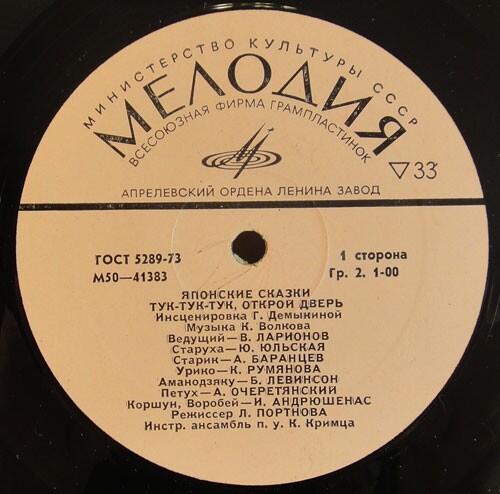 МИНИСТЕРСТВО КУЛЬТУРЫ СССР
МЕЛОДИЯ
ВСЕСОЮЗНАЯ ФИРМА ГРАМПЛАСТИНОК
▽33
АПРЕЛЕВСКИЙ ОРДЕНА ЛЕНИНА ЗАВОД
ГОСТ 5289-73
1 сторона
М50—41383
Гр. 2. 1-00
ЯПОНСКИЕ СКАЗКИ
ТУК-ТУК-ТУК, ОТКРОЙ ДВЕРЬ
Инсценировка Г. Демыкиной
Музыка К. Волкова
Ведущий—В. ЛАРИОНОВ
Старуха—Ю. ЮЛЬСКАЯ
Старик—А. БАРАНЦЕВ
Урико—К. РУМЯНОВА
Аманодзяку—Б. ЛЕВИНСОН
Петух—А. ОЧЕРЕТЯНСКИЙ
Коршун, Воробей—И. АНДРЮШЕНАС
Режиссер Л. ПОРТНОВА
Инстр. ансамбль п. у К. Кримца